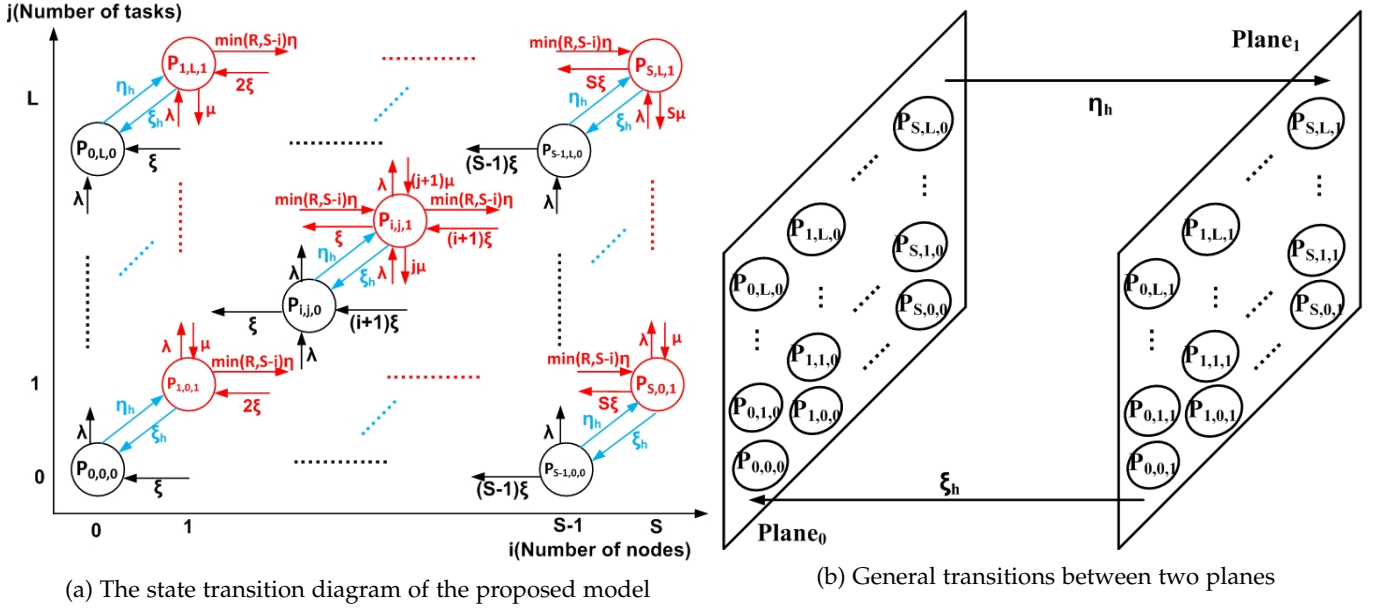 j(Number of tasks)
min(R,S-i)η
min(R,S-i)η
P1,L,1
PS,L,1
2ξ
Sξ
L
ηh
ξh
λ
μ
ηh
ξh
λ
Sμ
P0,L,0
ξ
(S-1)ξ
PS-1,L,0
λ
λ
λ
(j+1)μ
min(R,S-i)η
min(R,S-i)η
Pi,j,1
ξ
(i+1)ξ
ηh
λ
ξh
λ
jμ
Pi,j,0
ξ
(i+1)ξ
λ
λ
μ
λ
μ
min(R,S-i)η
min(R,S-i)η
1
P1,0,1
PS,0,1
2ξ
Sξ
λ
ηh
ξh
λ
ηh
ξh
0
P0,0,0
ξ
PS-1,0,0
(S-1)ξ
0
1
S-1
S
i(Number of nodes)
(a) The state transition diagram of the proposed model
Plane1
ηh
PS,L,0
PS,L,1
P1,L,0
P1,L,1
PS,1,0
PS,1,1
P0,L,0
P0,L,1
PS,0,0
PS,0,1
P1,1,0
P1,1,1
P0,1,0
P1,0,0
P0,1,1
P1,0,1
P0,0,0
P0,0,1
ξh
Plane0
(b) General transitions between two planes